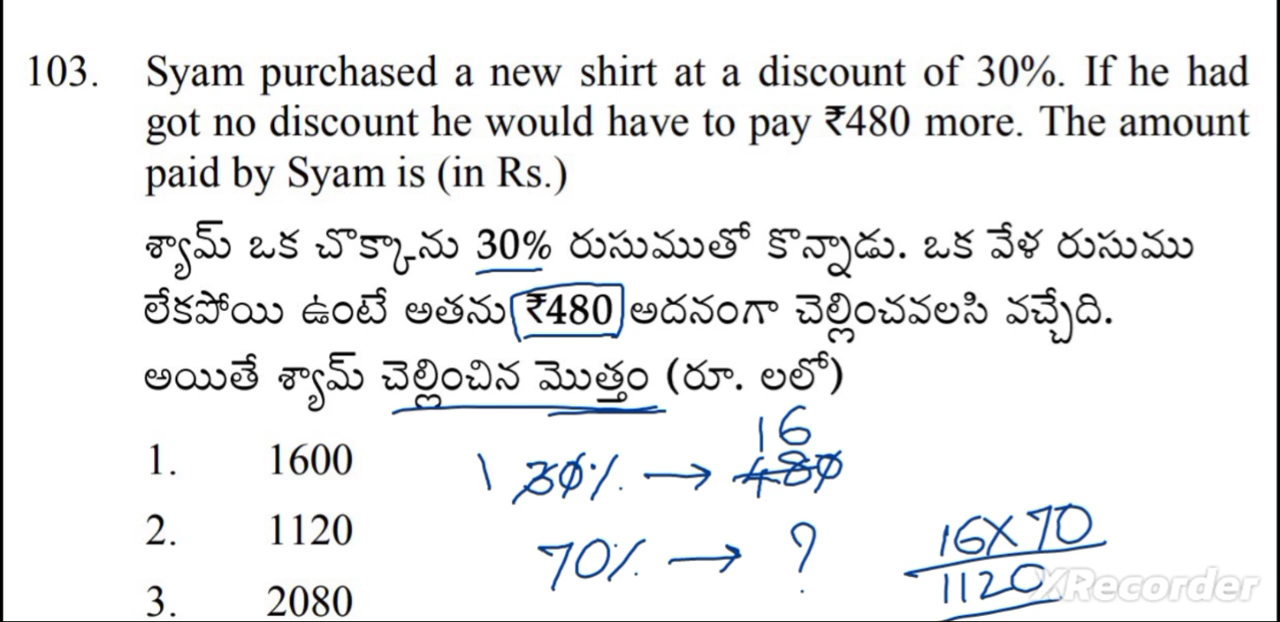 103. Syam purchased a new shirt at a discount of 30%. If he had
got no discount he would have to pay ₹480 more. The amount
paid by Syam is (in Rs.)
శ్యామ్ ఒక చొక్కాను 30% రుసుముతో కొన్నాడు. ఒక వేళ రుసుము
లేకపోయి ఉంటే అతను ₹480 అదనంగా చెల్లించవలసి వచ్చేది.
అయితే శ్యామ్ చెల్లించిన మొత్తం (రూ. లలో)
1. 1600
16
1 30% → 480
2. 1120
70% → ?
16X70
1120
3. 2080
XRecorder